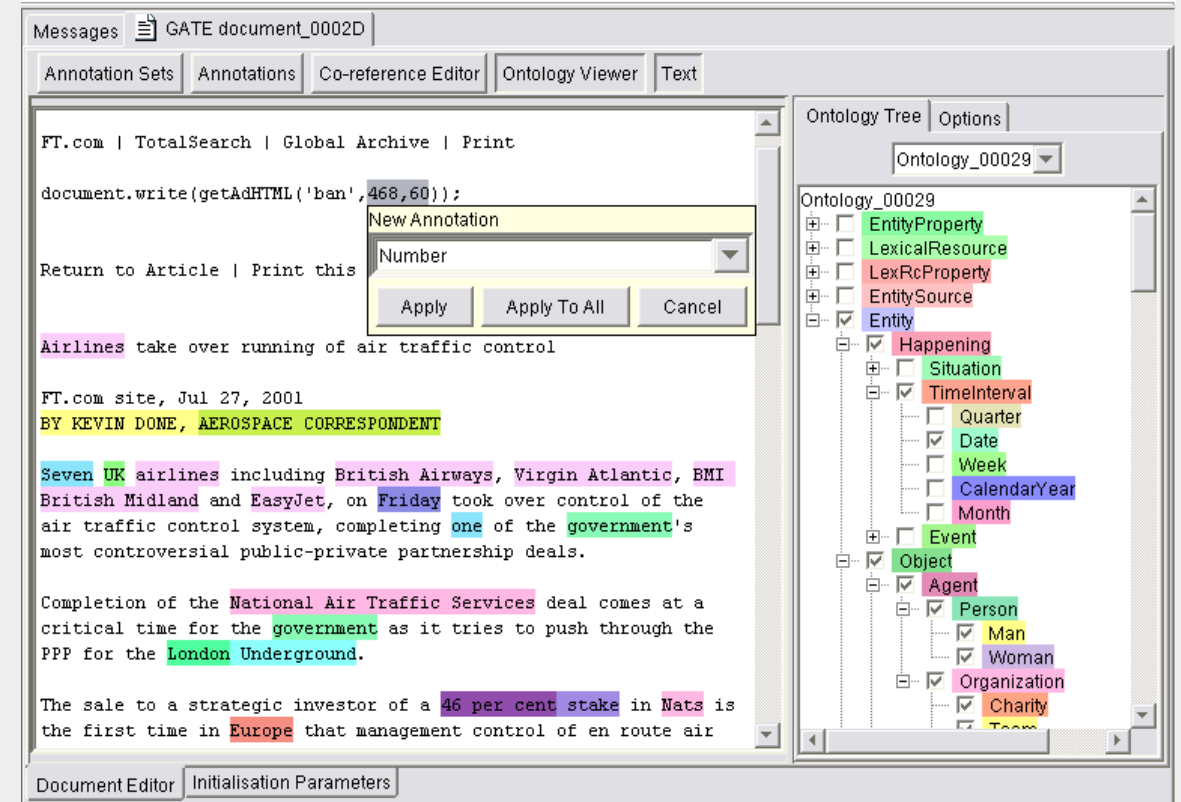 Messages GATE document_0002D
Annotation Sets Annotations Co-reference Editor Ontology Viewer Text
FT.com | TotalSearch | Global Archive | Print
document.write(getAdHTML('ban',468,60));
New Annotation
Number
Return to Article | Print this
Apply Apply To All Cancel
Airlines take over running of air traffic control
FT.com site, Jul 27, 2001
BY KEVIN DONE, AEROSPACE CORRESPONDENT
Seven UK airlines including British Airways, Virgin Atlantic, BMI
British Midland and EasyJet, on Friday took over control of the
air traffic control system, completing one of the government's
most controversial public-private partnership deals.
Completion of the National Air Traffic Services deal comes at a
critical time for the government as it tries to push through the
PPP for the London Underground.
The sale to a strategic investor of a 46 per cent stake in Nats is
the first time in Europe that management control of en route air
Ontology Tree Options
Ontology_00029
Ontology_00029
EntityProperty
LexicalResource
LexRcProperty
EntitySource
Entity
Happening
Situation
TimeInterval
Quarter
Date
Week
CalendarYear
Month
Event
Object
Agent
Person
Man
Woman
Organization
Charity
Team
Document Editor Initialisation Parameters